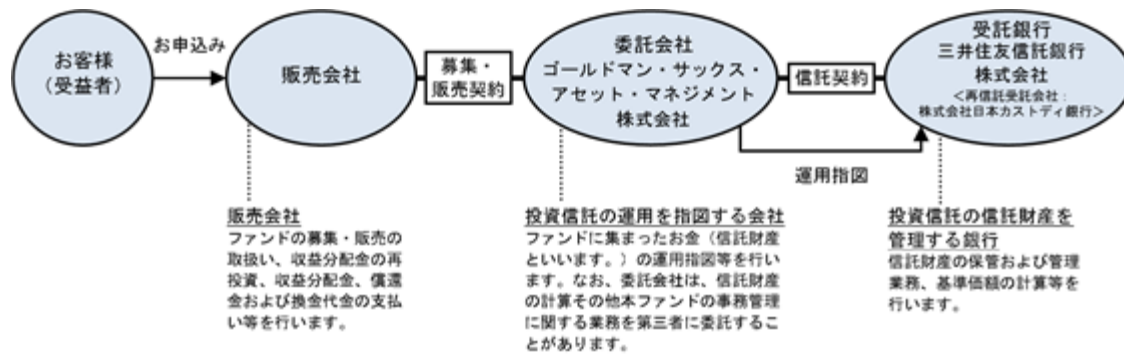 お客様
（受益者）
お申込み
販売会社
募集・
販売契約
委託会社
ゴールドマン・サックス・
アセット・マネジメント
株式会社
信託契約
受託銀行
三井住友信託銀行
株式会社
＜再信託受託会社：
株式会社日本カストディ銀行＞
運用指図
販売会社
ファンドの募集・販売の
取扱い、収益分配金の再
投資、収益分配金、償還
金および換金代金の支払
い等を行います。
投資信託の運用を指図する会社
ファンドに集まったお金（信託財産
といいます。）の運用指図等を行い
ます。なお、委託会社は、信託財産
の計算その他本ファンドの事務管理
に関する業務を第三者に委託するこ
とがあります。
投資信託の信託財産を
管理する銀行
信託財産の保管および管理
業務、基準価額の計算等を
行います。